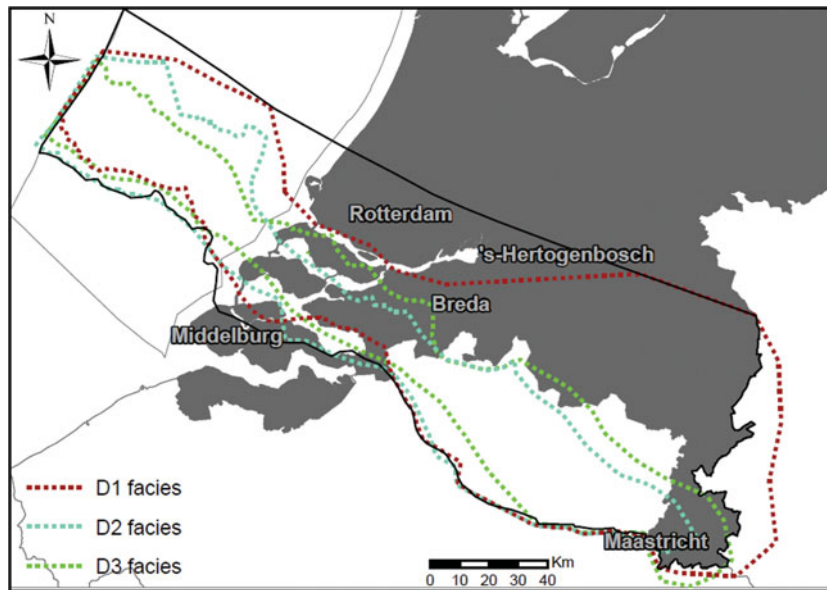 N
Rotterdam
's-Hertogenbosch
Breda
Middelburg
D1 facies
D2 facies
D3 facies
Maastricht
Km
0 10 20 30 40